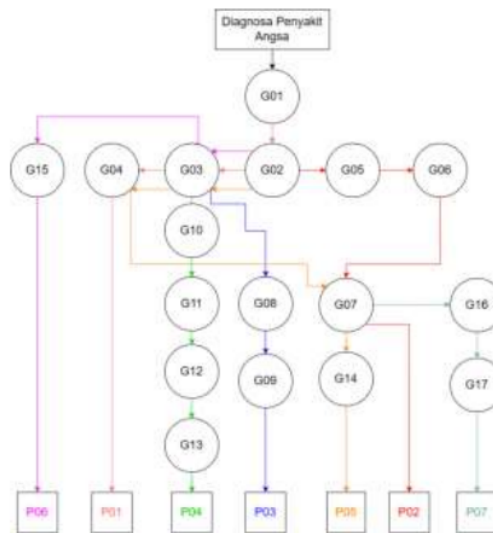 Diagnosa Penyakit
Angsa
G01
G15
G04
G03
G02
G05
G06
G10
G11
G08
G07
G16
G12
G09
G14
G17
G13
P06
P01
P04
P03
P05
P02
P07